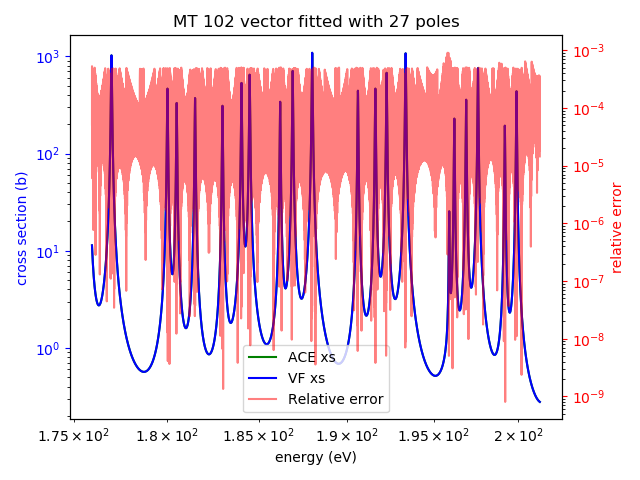 MT 102 vector fitted with 27 poles
cross section (b)
10³
10²
10¹
10⁰
10⁻³
10⁻⁴
10⁻⁵
10⁻⁶
10⁻⁷
10⁻⁸
10⁻⁹
relative error
ACE xs
VF xs
Relative error
1.75 × 10² 1.8 × 10² 1.85 × 10² 1.9 × 10² 1.95 × 10² 2 × 10²
energy (eV)